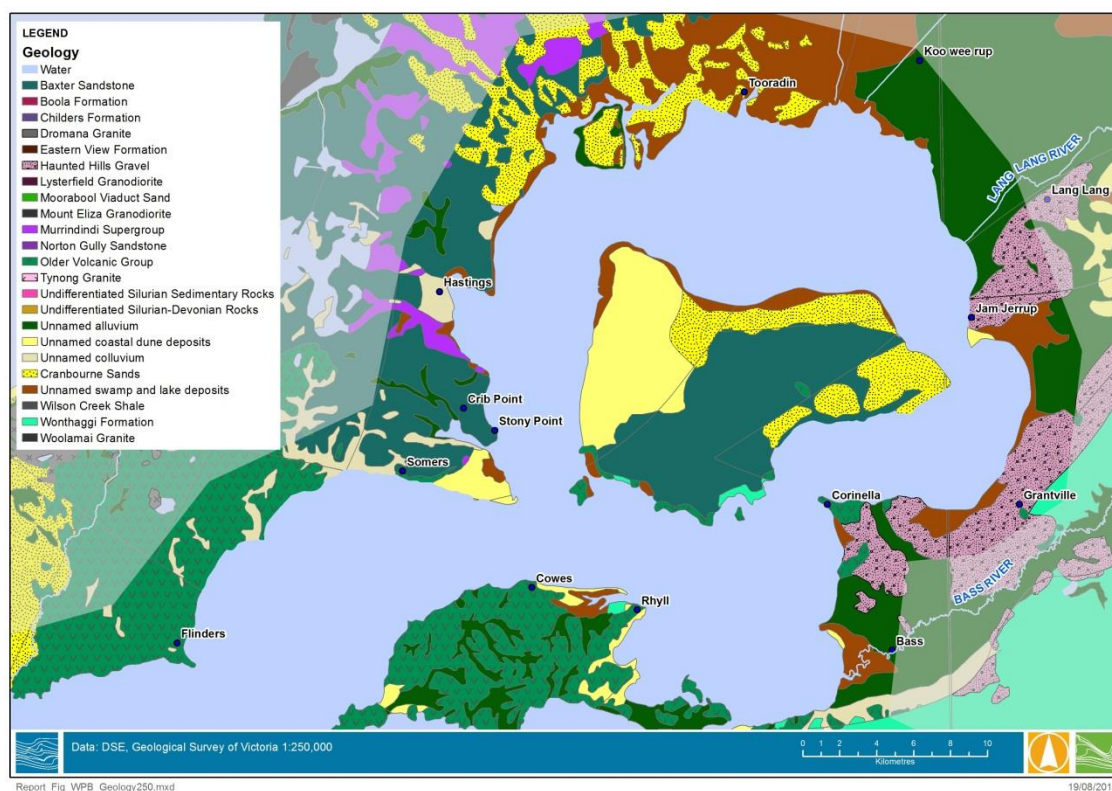 LEGEND
Geology
Water
Baxter Sandstone
Boola Formation
Childers Formation
Dromana Granite
Eastern View Formation
Haunted Hills Gravel
Lysterfield Granodiorite
Moorabool Viaduct Sand
Mount Eliza Granodiorite
Murrindindi Supergroup
Norton Gully Sandstone
Older Volcanic Group
Tynong Granite
Undifferentiated Silurian Sedimentary Rocks
Undifferentiated Silurian-Devonian Rocks
Unnamed alluvium
Unnamed coastal dune deposits
Unnamed colluvium
Cranbourne Sands
Unnamed swamp and lake deposits
Wilson Creek Shale
Wonthaggi Formation
Woolamai Granite
Koo wee rup
Tooradin
LANG LANG RIVER
Lang Lang
Hastings
Jam Jerrup
Crib Point
Stony Point
Somers
Corinella
Grantville
BASS RIVER
Cowes
Rhyll
Flinders
Bass
Data: DSE, Geological Survey of Victoria 1:250,000
0 1 2 4 6 8 10
Kilometres
Report_Fig_WPB_Geology250.mxd
19/08/201